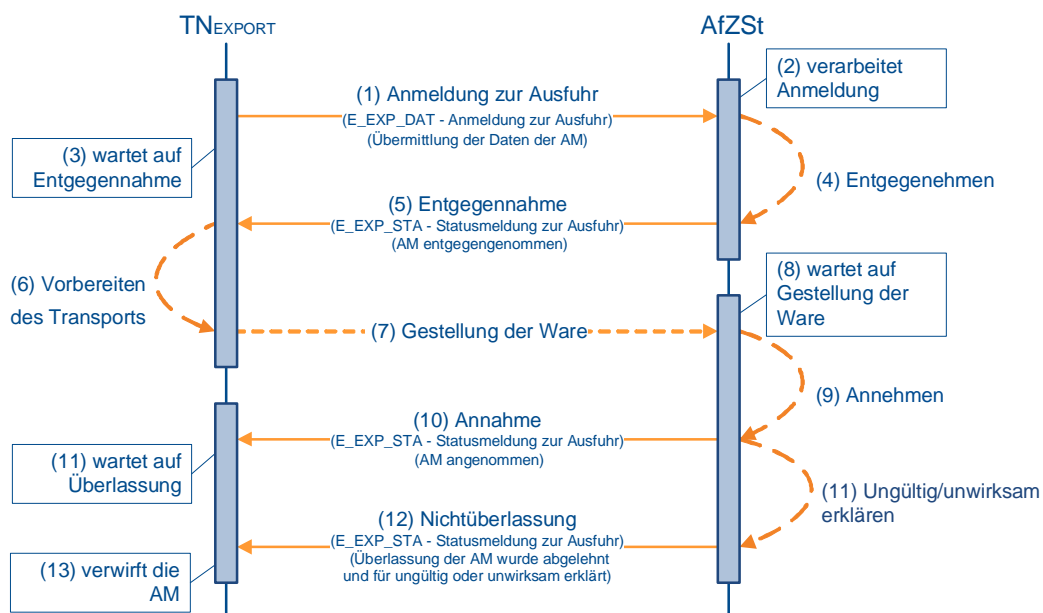 TNEXPORT
AfZSt
(1) Anmeldung zur Ausfuhr
(E_EXP_DAT - Anmeldung zur Ausfuhr)
(Übermittlung der Daten der AM)
(2) verarbeitet
Anmeldung
(3) wartet auf
Entgegennahme
(4) Entgegenehmen
(5) Entgegennahme
(E_EXP_STA - Statusmeldung zur Ausfuhr)
(AM entgegengenommen)
(6) Vorbereiten
des Transports
(7) Gestellung der Ware
(8) wartet auf
Gestellung der
Ware
(9) Annehmen
(10) Annahme
(E_EXP_STA - Statusmeldung zur Ausfuhr)
(AM angenommen)
(11) wartet auf
Überlassung
(11) Ungültig/unwirksam
erklären
(12) Nichtüberlassung
(E_EXP_STA - Statusmeldung zur Ausfuhr)
(Überlassung der AM wurde abgelehnt
und für ungültig oder unwirksam erklärt)
(13) verwirft die
AM